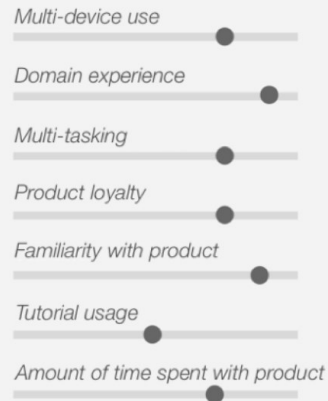 Multi-device use
Domain experience
Multi-tasking
Product loyalty
Familiarity with product
Tutorial usage
Amount of time spent with product